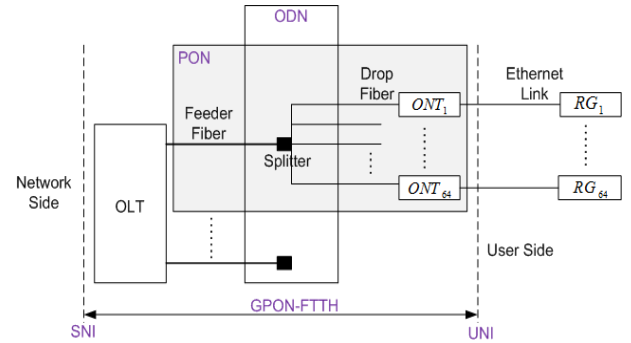 ODN
PON
Drop
Fiber
Ethernet
Link
Feeder
Fiber
ONT1
RG1
Splitter
Network
Side
OLT
ONT64
RG64
User Side
GPON-FTTH
SNI
UNI